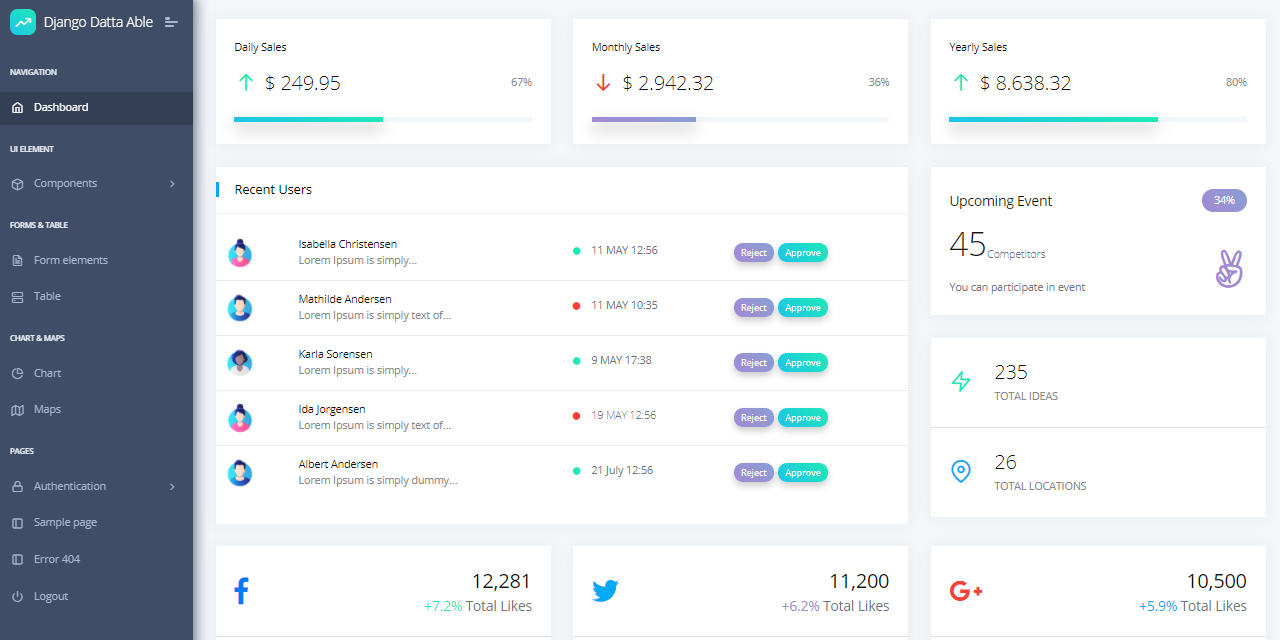 Django Datta Able
NAVIGATION
Dashboard
UI ELEMENT
Components
FORMS & TABLE
Form elements
Table
CHART & MAPS
Chart
Maps
PAGES
Authentication
Sample page
Error 404
Logout
Daily Sales
$ 249.95 67%
Monthly Sales
$ 2.942.32 36%
Yearly Sales
$ 8.638.32 80%
Recent Users
Isabella Christensen
Lorem Ipsum is simply...
11 MAY 12:56
Reject Approve
Mathilde Andersen
Lorem Ipsum is simply text of...
11 MAY 10:35
Reject Approve
Karla Sorensen
Lorem Ipsum is simply...
9 MAY 17:38
Reject Approve
Ida Jorgensen
Lorem Ipsum is simply text of...
19 MAY 12:56
Reject Approve
Albert Andersen
Lorem Ipsum is simply dummy...
21 July 12:56
Reject Approve
Upcoming Event 34%
45 Competitors
You can participate in event
235
TOTAL IDEAS
26
TOTAL LOCATIONS
12,281
+7.2% Total Likes
11,200
+6.2% Total Likes
10,500
+5.9% Total Likes